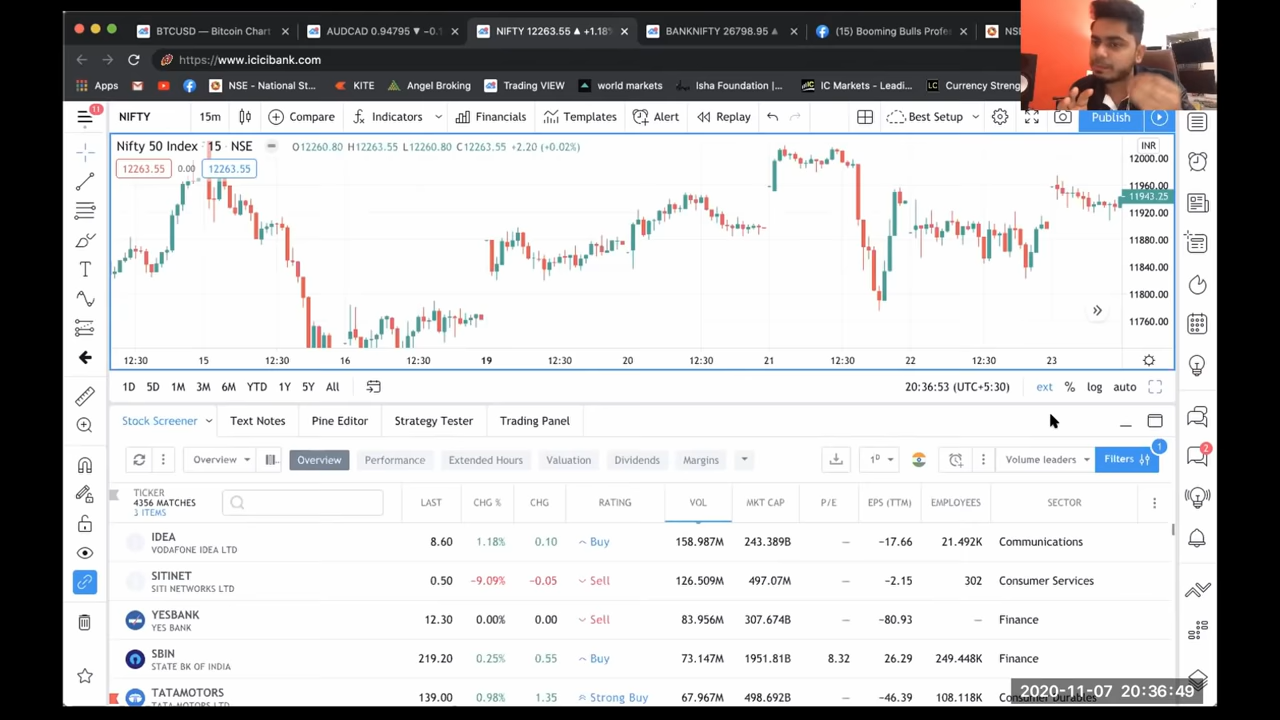 BTCUSD — Bitcoin Chart
AUDCAD 0.94795 ▼ −0.1
NIFTY 12263.55 ▲ +1.18%
BANKNIFTY 26798.95 ▲
(15) Booming Bulls Profe
NSE
https://www.icicibank.com
Apps
NSE - National St...
KITE
Angel Broking
Trading VIEW
world markets
Isha Foundation |...
IC Markets - Leadi...
Currency Streng
11
NIFTY
15m
Compare
Indicators
Financials
Templates
Alert
Replay
Best Setup
Publish
Nifty 50 Index 15 NSE
O12260.80 H12263.55 L12260.80 C12263.55 +2.20 (+0.02%)
12263.55 0.00 12263.55
INR
12000.00
11960.00
11943.25
11920.00
11880.00
11840.00
11800.00
11760.00
12:30 15 12:30 16 12:30 19 12:30 20 12:30 21 12:30 22 12:30 23
1D 5D 1M 3M 6M YTD 1Y 5Y All
20:36:53 (UTC+5:30)
ext % log auto
Stock Screener
Text Notes
Pine Editor
Strategy Tester
Trading Panel
Overview
Overview
Performance
Extended Hours
Valuation
Dividends
Margins
1D
Volume leaders
Filters
1
2
TICKER
4356 MATCHES
3 ITEMS
LAST CHG % CHG RATING VOL MKT CAP P/E EPS (TTM) EMPLOYEES SECTOR
IDEA
VODAFONE IDEA LTD
8.60 1.18% 0.10 Buy 158.987M 243.389B — −17.66 21.492K Communications
SITINET
SITI NETWORKS LTD
0.50 −9.09% −0.05 Sell 126.509M 497.07M — −2.15 302 Consumer Services
YESBANK
YES BANK
12.30 0.00% 0.00 Sell 83.956M 307.674B — −80.93 — Finance
SBIN
STATE BK OF INDIA
219.20 0.25% 0.55 Buy 73.147M 1951.81B 8.32 26.29 249.448K Finance
TATAMOTORS
TATA MOTORS LTD
139.00 0.98% 1.35 Strong Buy 67.967M 498.692B — −46.39 108.118K Consumer Durables
2020-11-07 20:36:49